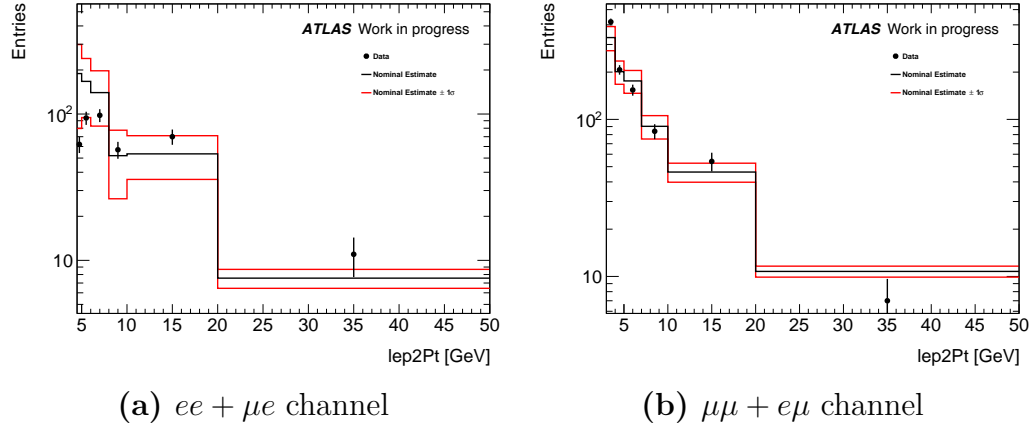 Entries
ATLAS Work in progress
Data
Nominal Estimate
Nominal Estimate ± 1σ
10²
10
5 10 15 20 25 30 35 40 45 50
lep2Pt [GeV]
(a) ee + μe channel
Entries
ATLAS Work in progress
Data
Nominal Estimate
Nominal Estimate ± 1σ
10²
10
5 10 15 20 25 30 35 40 45 50
lep2Pt [GeV]
(b) μμ + eμ channel